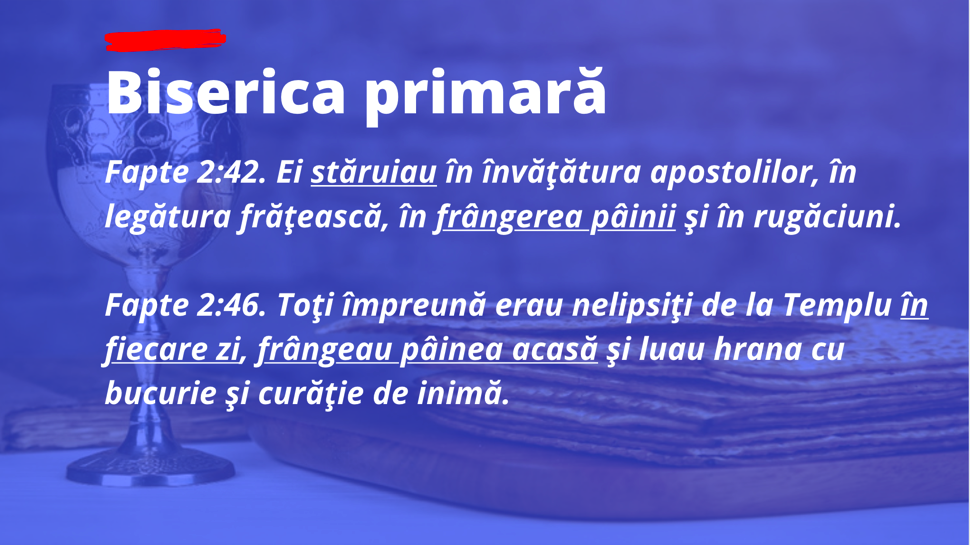 Biserica primară
Fapte 2:42. Ei stăruiau în învăţătura apostolilor, în
legătura frăţească, în frângerea pâinii şi în rugăciuni.
Fapte 2:46. Toţi împreună erau nelipsiţi de la Templu în
fiecare zi, frângeau pâinea acasă şi luau hrana cu
bucurie şi curăţie de inimă.